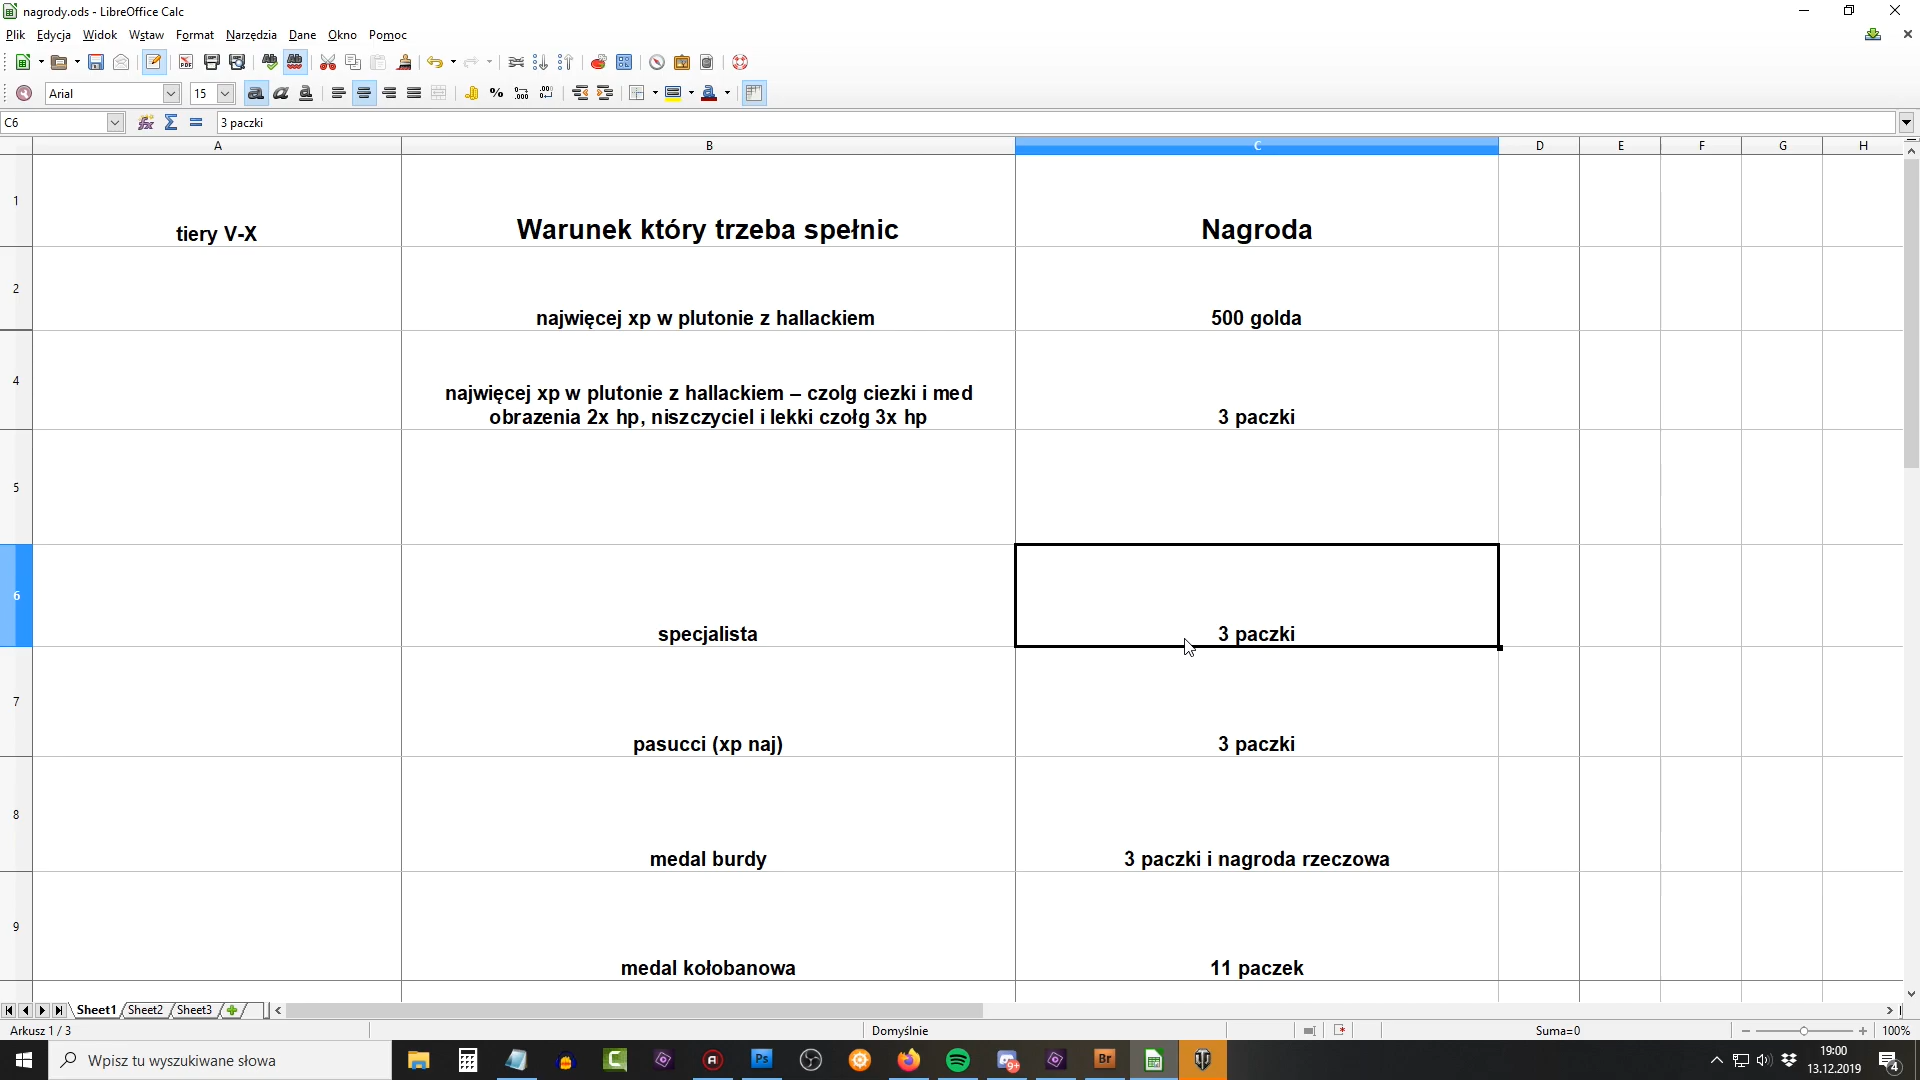 nagrody.ods - LibreOffice Calc
Plik Edycja Widok Wstaw Format Narzędzia Dane Okno Pomoc
Arial 15
C6 3 paczki
A B C D E F G H
1 tiery V-X Warunek który trzeba spełnic Nagroda
2 najwięcej xp w plutonie z hallackiem 500 golda
4 najwięcej xp w plutonie z hallackiem – czolg ciezki i med
obrazenia 2x hp, niszczyciel i lekki czołg 3x hp 3 paczki
5
6 specjalista 3 paczki
7 pasucci (xp naj) 3 paczki
8 medal burdy 3 paczki i nagroda rzeczowa
9 medal kołobanowa 11 paczek
Sheet1 Sheet2 Sheet3
Arkusz 1 / 3 Domyślnie Suma=0 100%
Wpisz tu wyszukiwane słowa
Ps Br 9+
19:00
13.12.2019
4